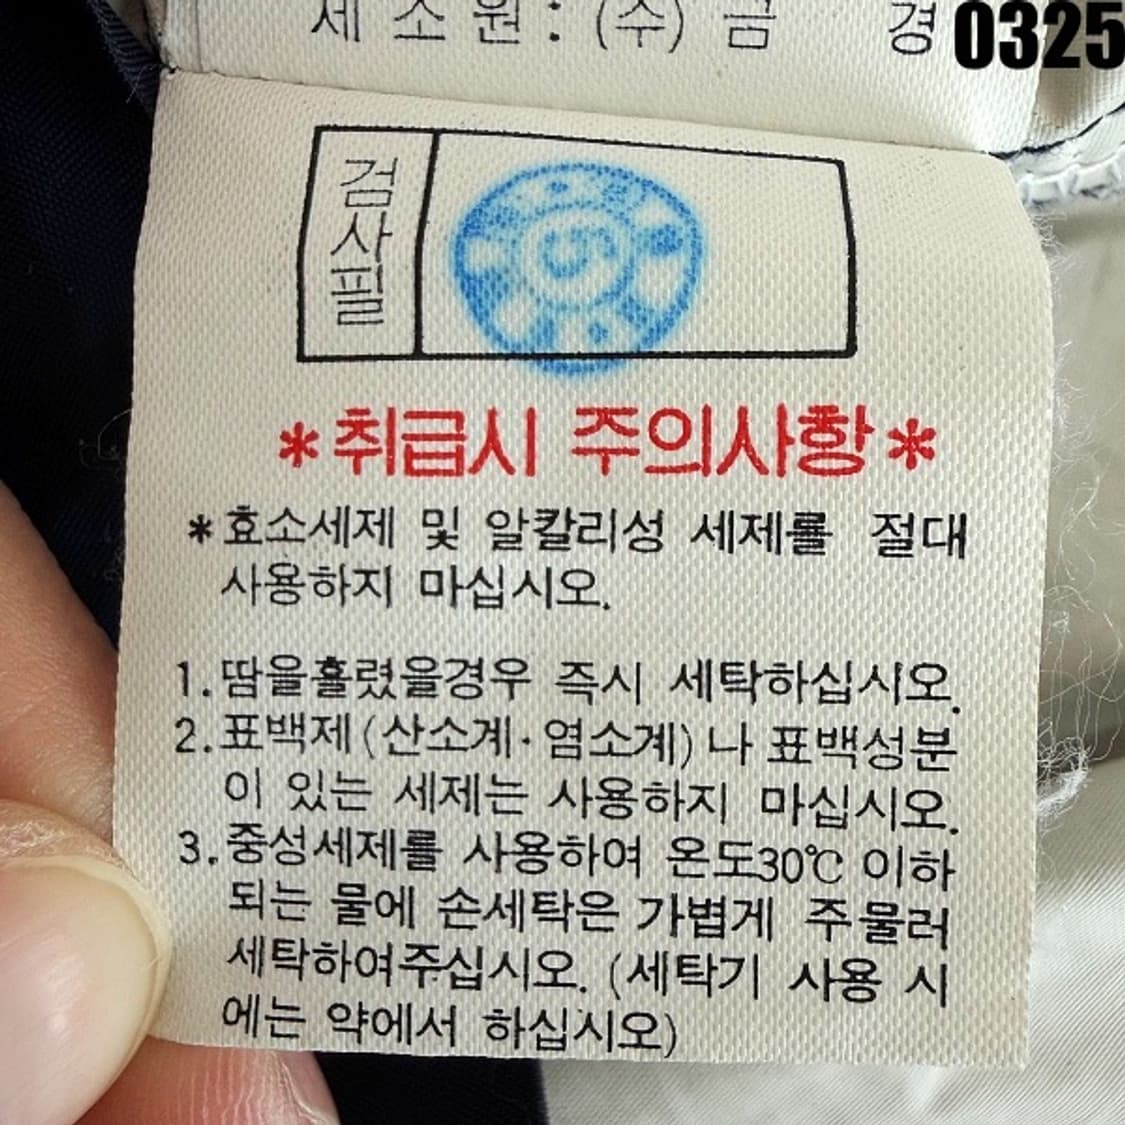 제 조 원 : (수) 금 경
0325
검사필
*취급시 주의사항*
*효소세제 및 알칼리성 세제를 절대
사용하지 마십시오.
1. 땀을흘렸을경우 즉시 세탁하십시오.
2. 표백제(산소계·염소계)나 표백성분
이 있는 세제는 사용하지 마십시오.
3. 중성세제를 사용하여 온도30℃ 이하
되는 물에 손세탁은 가볍게 주물러
세탁하여주십시오. (세탁기 사용 시
에는 약에서 하십시오)